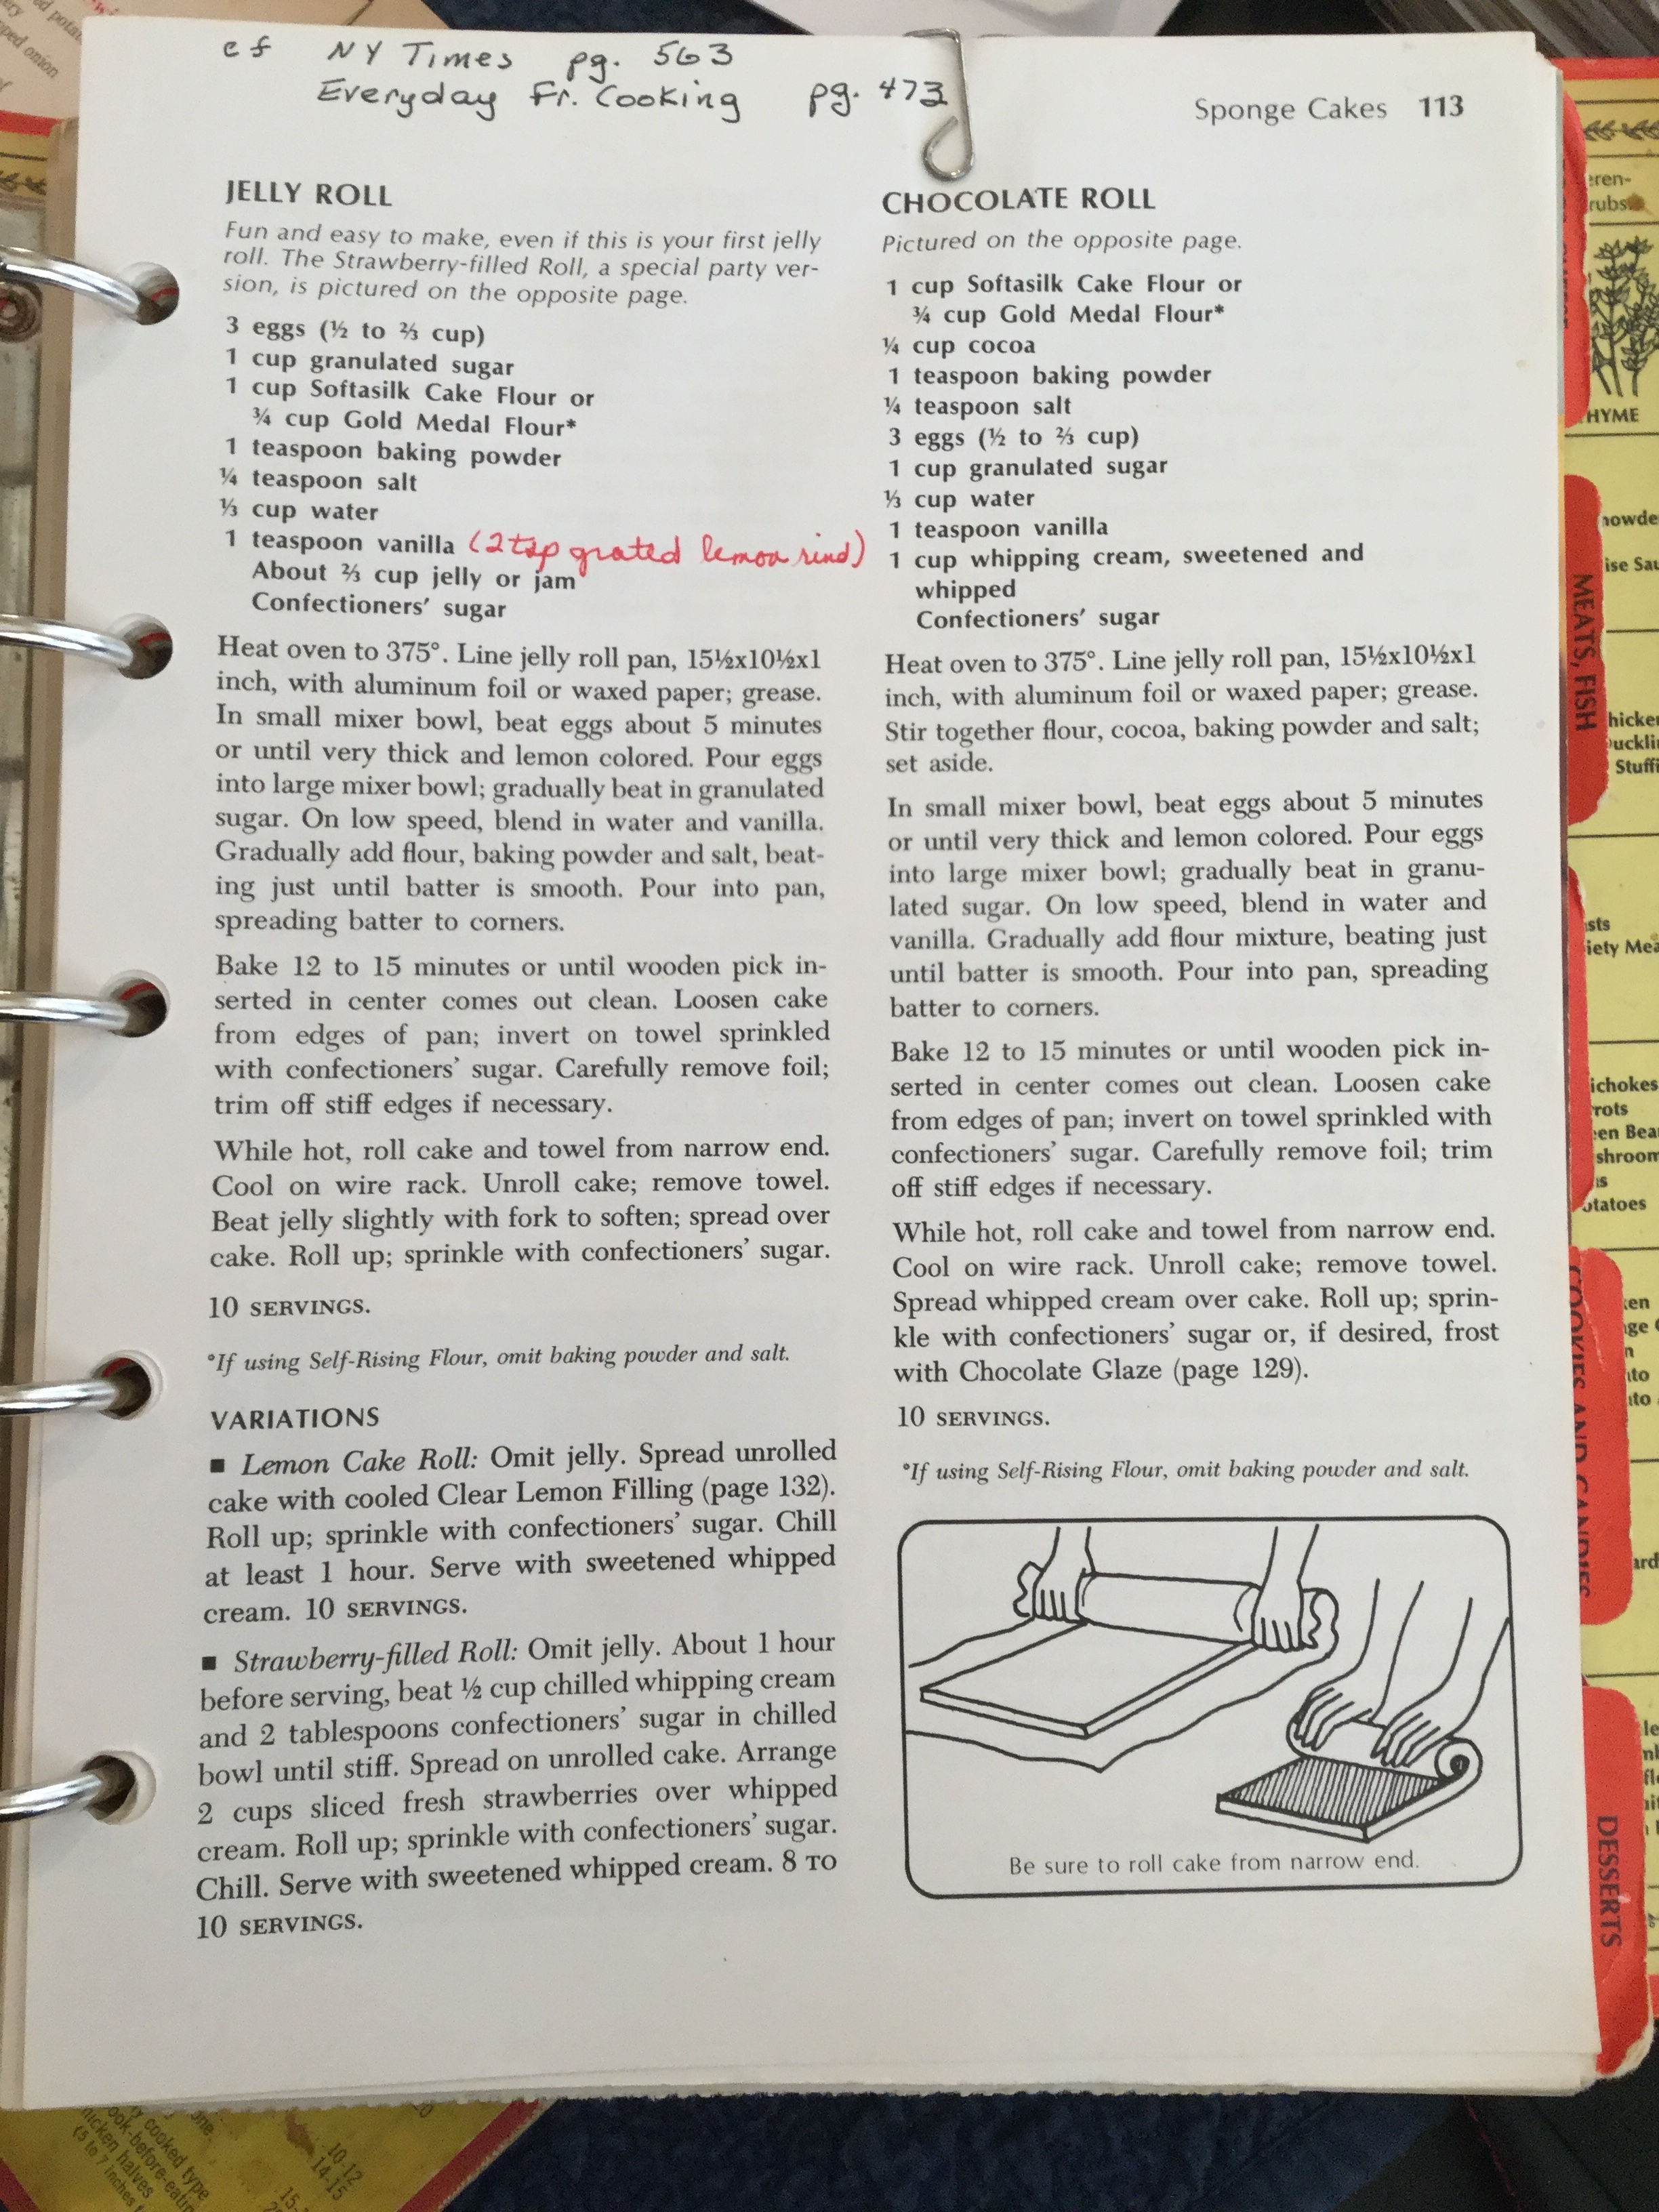 cf NY Times pg. 563
Everyday Fr. Cooking pg. 473
Sponge Cakes 113
JELLY ROLL
Fun and easy to make, even if this is your first jelly
roll. The Strawberry-filled Roll, a special party ver-
sion, is pictured on the opposite page.
3 eggs (½ to ⅔ cup)
1 cup granulated sugar
1 cup Softasilk Cake Flour or
¾ cup Gold Medal Flour*
1 teaspoon baking powder
¼ teaspoon salt
⅓ cup water
1 teaspoon vanilla (2 tsp grated lemon rind)
About ⅔ cup jelly or jam
Confectioners' sugar
Heat oven to 375°. Line jelly roll pan, 15½x10½x1
inch, with aluminum foil or waxed paper; grease.
In small mixer bowl, beat eggs about 5 minutes
or until very thick and lemon colored. Pour eggs
into large mixer bowl; gradually beat in granulated
sugar. On low speed, blend in water and vanilla.
Gradually add flour, baking powder and salt, beat-
ing just until batter is smooth. Pour into pan,
spreading batter to corners.
Bake 12 to 15 minutes or until wooden pick in-
serted in center comes out clean. Loosen cake
from edges of pan; invert on towel sprinkled
with confectioners' sugar. Carefully remove foil;
trim off stiff edges if necessary.
While hot, roll cake and towel from narrow end.
Cool on wire rack. Unroll cake; remove towel.
Beat jelly slightly with fork to soften; spread over
cake. Roll up; sprinkle with confectioners' sugar.
10 SERVINGS.
*If using Self-Rising Flour, omit baking powder and salt.
VARIATIONS
■ Lemon Cake Roll: Omit jelly. Spread unrolled
cake with cooled Clear Lemon Filling (page 132).
Roll up; sprinkle with confectioners' sugar. Chill
at least 1 hour. Serve with sweetened whipped
cream. 10 SERVINGS.
■ Strawberry-filled Roll: Omit jelly. About 1 hour
before serving, beat ½ cup chilled whipping cream
and 2 tablespoons confectioners' sugar in chilled
bowl until stiff. Spread on unrolled cake. Arrange
2 cups sliced fresh strawberries over whipped
cream. Roll up; sprinkle with confectioners' sugar.
Chill. Serve with sweetened whipped cream. 8 TO
10 SERVINGS.
CHOCOLATE ROLL
Pictured on the opposite page.
1 cup Softasilk Cake Flour or
¾ cup Gold Medal Flour*
¼ cup cocoa
1 teaspoon baking powder
¼ teaspoon salt
3 eggs (½ to ⅔ cup)
1 cup granulated sugar
⅓ cup water
1 teaspoon vanilla
1 cup whipping cream, sweetened and
whipped
Confectioners' sugar
Heat oven to 375°. Line jelly roll pan, 15½x10½x1
inch, with aluminum foil or waxed paper; grease.
Stir together flour, cocoa, baking powder and salt;
set aside.
In small mixer bowl, beat eggs about 5 minutes
or until very thick and lemon colored. Pour eggs
into large mixer bowl; gradually beat in granu-
lated sugar. On low speed, blend in water and
vanilla. Gradually add flour mixture, beating just
until batter is smooth. Pour into pan, spreading
batter to corners.
Bake 12 to 15 minutes or until wooden pick in-
serted in center comes out clean. Loosen cake
from edges of pan; invert on towel sprinkled with
confectioners' sugar. Carefully remove foil; trim
off stiff edges if necessary.
While hot, roll cake and towel from narrow end.
Cool on wire rack. Unroll cake; remove towel.
Spread whipped cream over cake. Roll up; sprin-
kle with confectioners' sugar or, if desired, frost
with Chocolate Glaze (page 129).
10 SERVINGS.
*If using Self-Rising Flour, omit baking powder and salt.
Be sure to roll cake from narrow end.
MEATS, FISH
COOKIES AND CANDIES
DESSERTS
cooked type
10-12
14-15